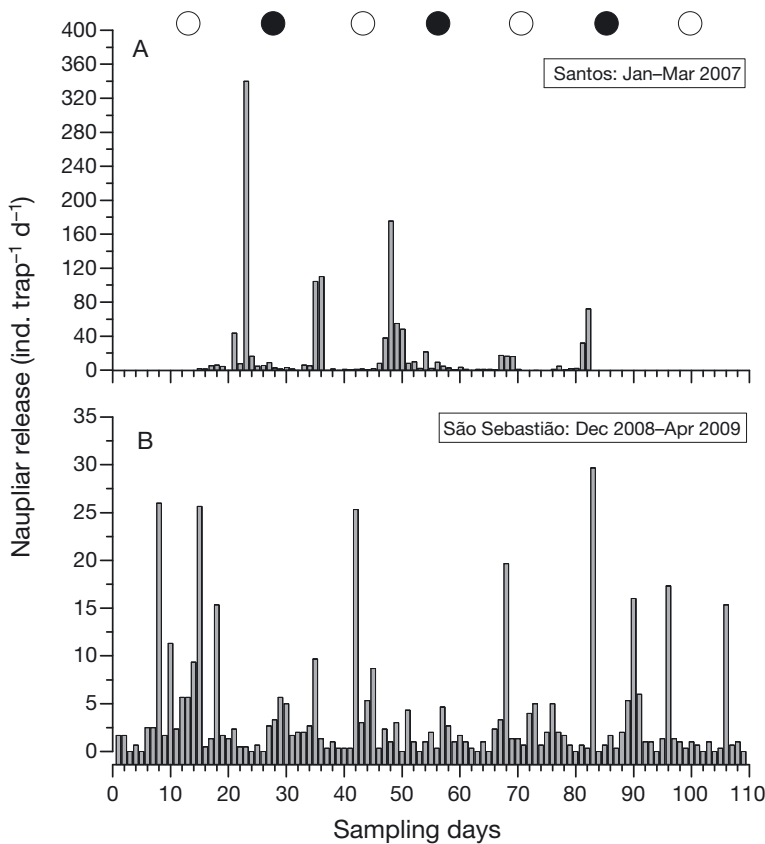 A
Santos: Jan–Mar 2007
400
360
320
280
240
200
160
120
80
40
0
Naupliar release (ind. trap⁻¹ d⁻¹)
B
São Sebastião: Dec 2008–Apr 2009
35
30
25
20
15
10
5
0
0 10 20 30 40 50 60 70 80 90 100 110
Sampling days